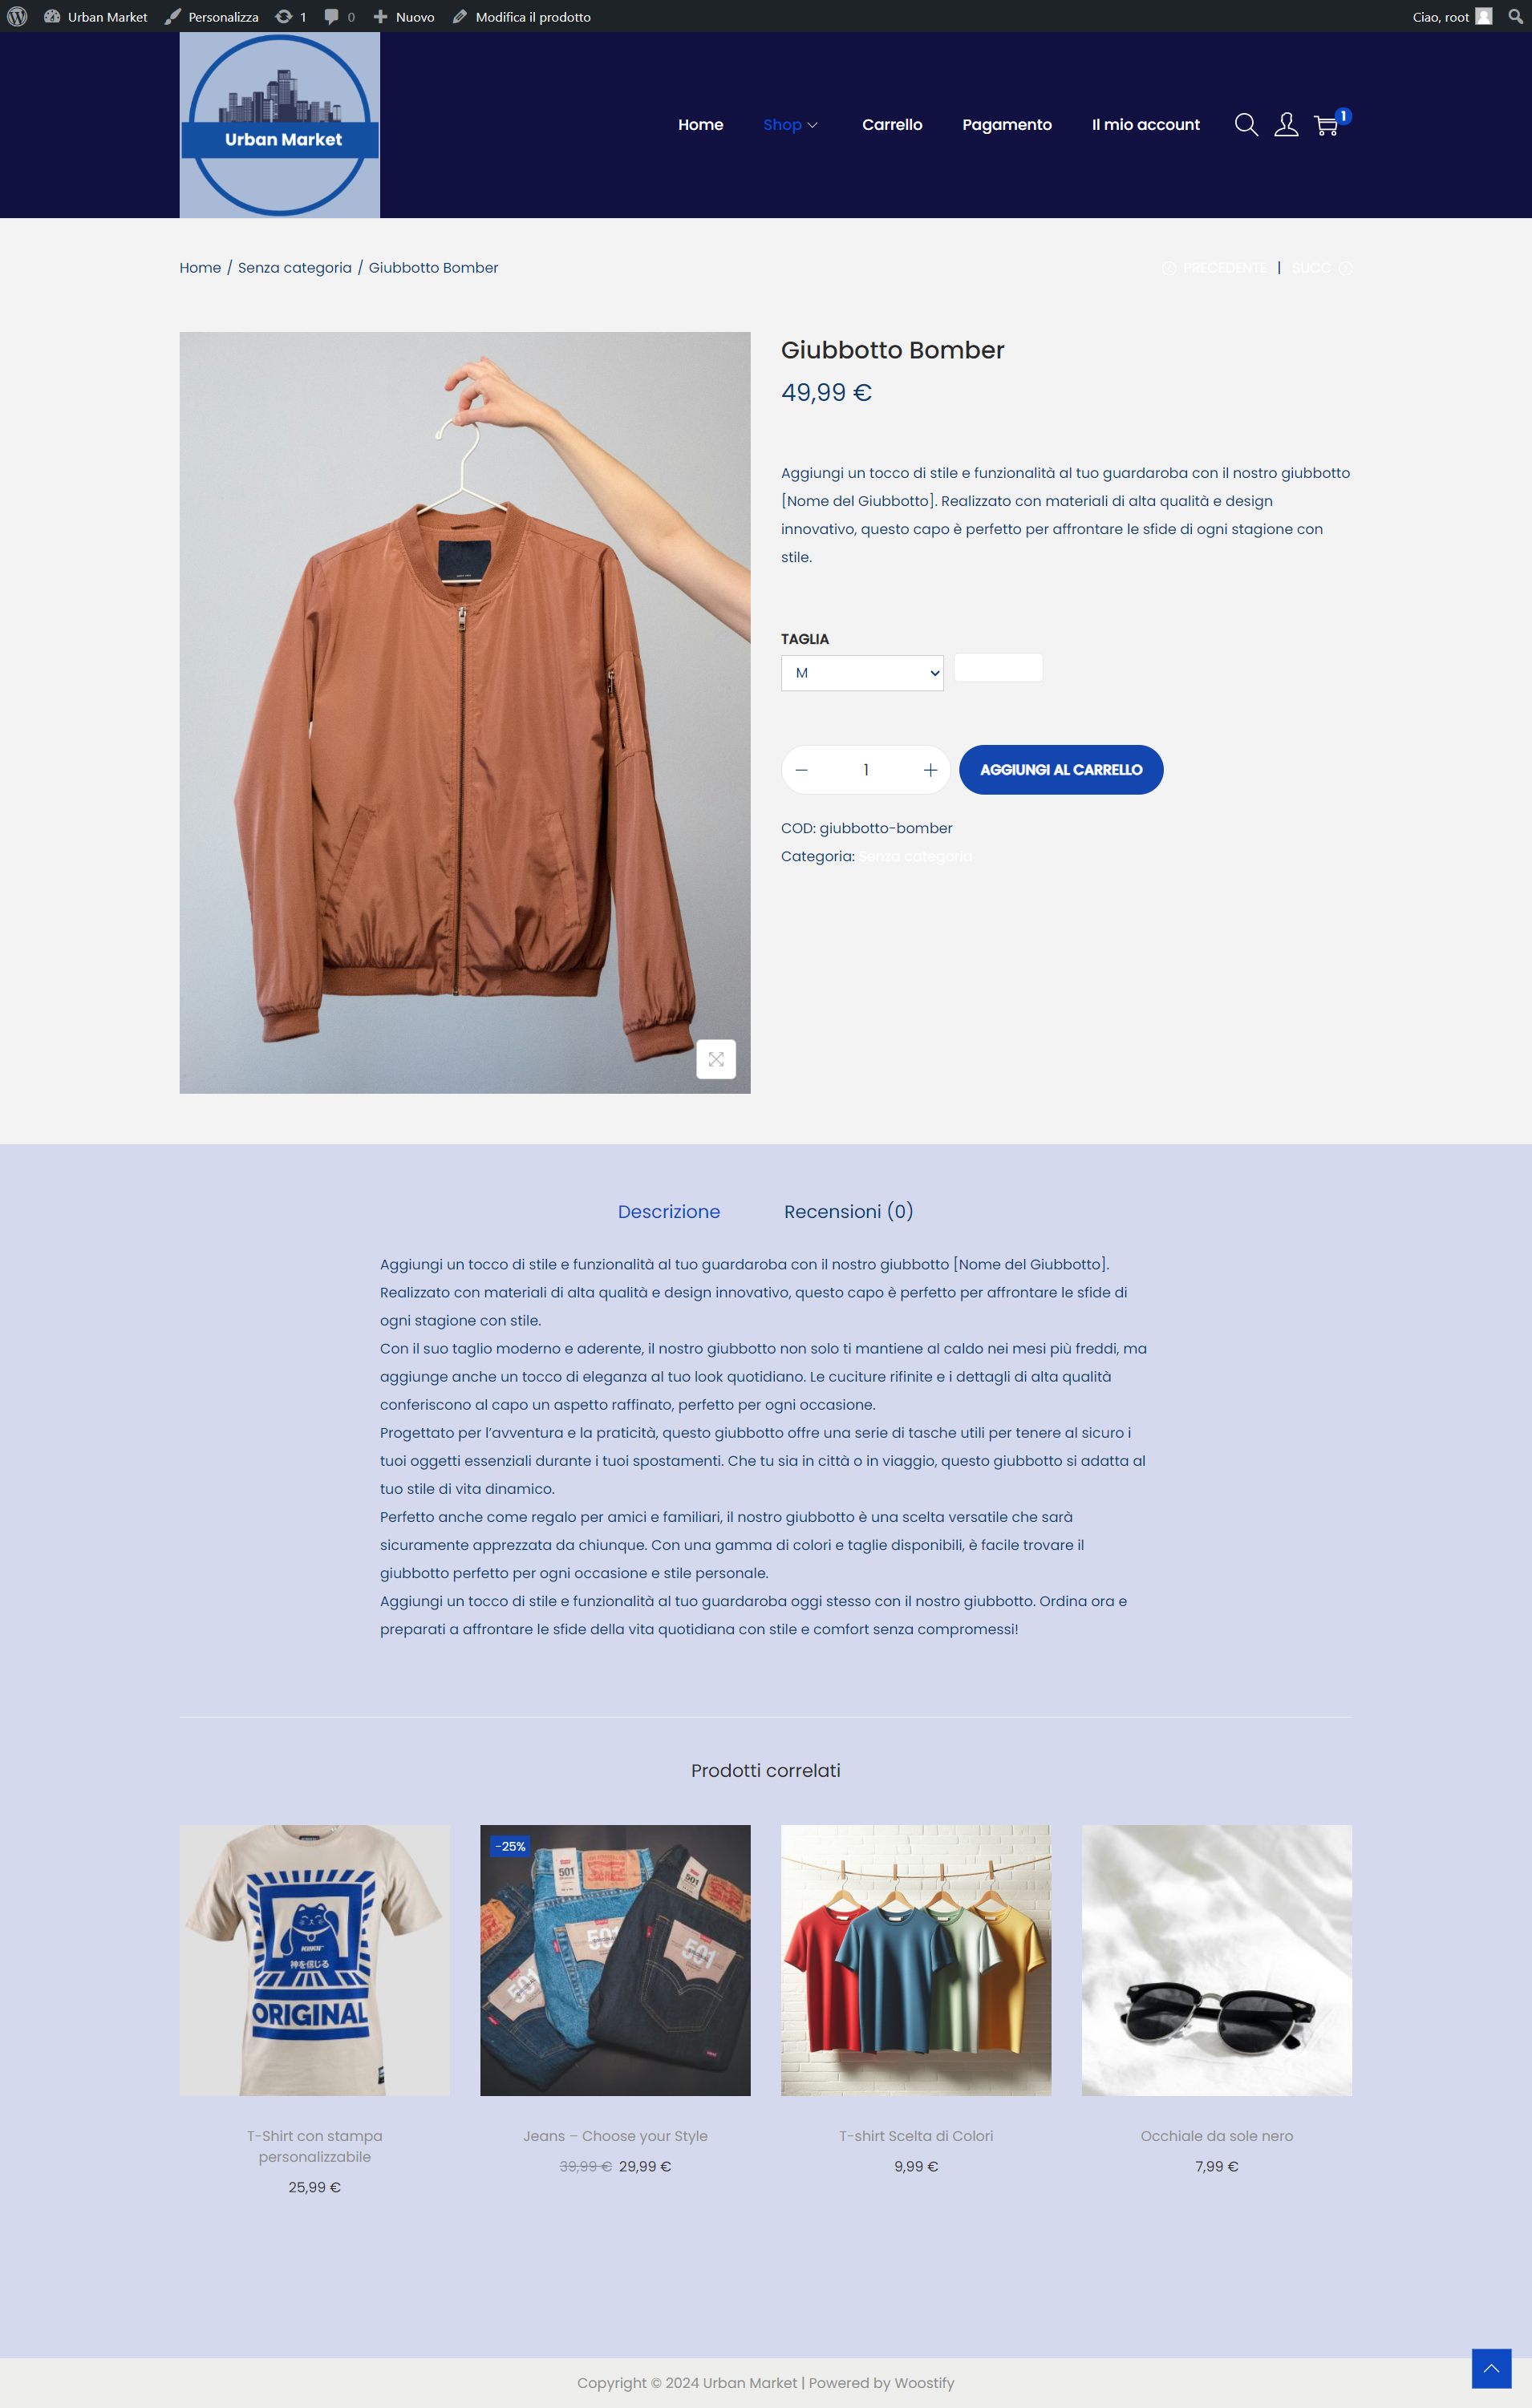 Urban Market
Personalizza
1
0
Nuovo
Modifica il prodotto
Ciao, root
Urban Market
Home
Shop
Carrello
Pagamento
Il mio account
1
Home / Senza categoria / Giubbotto Bomber
PRECEDENTE | SUCC
Giubbotto Bomber
49,99 €
Aggiungi un tocco di stile e funzionalità al tuo guardaroba con il nostro giubbotto
[Nome del Giubbotto]. Realizzato con materiali di alta qualità e design
innovativo, questo capo è perfetto per affrontare le sfide di ogni stagione con
stile.
TAGLIA
M
1
AGGIUNGI AL CARRELLO
COD: giubbotto-bomber
Categoria: Senza categoria
Descrizione
Recensioni (0)
Aggiungi un tocco di stile e funzionalità al tuo guardaroba con il nostro giubbotto [Nome del Giubbotto].
Realizzato con materiali di alta qualità e design innovativo, questo capo è perfetto per affrontare le sfide di
ogni stagione con stile.
Con il suo taglio moderno e aderente, il nostro giubbotto non solo ti mantiene al caldo nei mesi più freddi, ma
aggiunge anche un tocco di eleganza al tuo look quotidiano. Le cuciture rifinite e i dettagli di alta qualità
conferiscono al capo un aspetto raffinato, perfetto per ogni occasione.
Progettato per l'avventura e la praticità, questo giubbotto offre una serie di tasche utili per tenere al sicuro i
tuoi oggetti essenziali durante i tuoi spostamenti. Che tu sia in città o in viaggio, questo giubbotto si adatta al
tuo stile di vita dinamico.
Perfetto anche come regalo per amici e familiari, il nostro giubbotto è una scelta versatile che sarà
sicuramente apprezzata da chiunque. Con una gamma di colori e taglie disponibili, è facile trovare il
giubbotto perfetto per ogni occasione e stile personale.
Aggiungi un tocco di stile e funzionalità al tuo guardaroba oggi stesso con il nostro giubbotto. Ordina ora e
preparati a affrontare le sfide della vita quotidiana con stile e comfort senza compromessi!
Prodotti correlati
神を信じる
ORIGINAL
-25%
501
501
501
501
T-Shirt con stampa
personalizzabile
25,99 €
Jeans – Choose your Style
39,99 € 29,99 €
T-shirt Scelta di Colori
9,99 €
Occhiale da sole nero
7,99 €
Copyright © 2024 Urban Market | Powered by Woostify